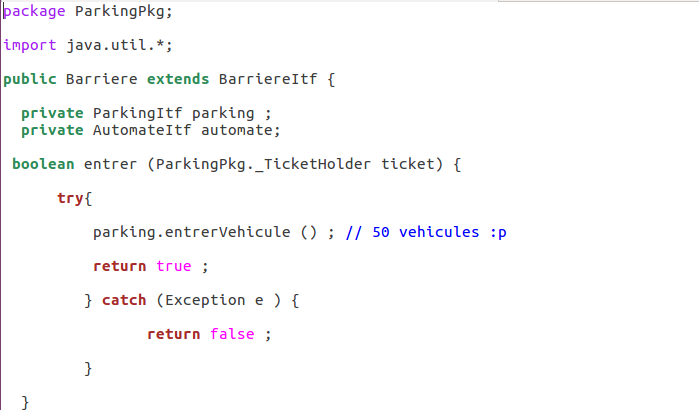 package ParkingPkg;
import java.util.*;
public Barriere extends BarriereItf {
private ParkingItf parking ;
private AutomateItf automate;
boolean entrer (ParkingPkg._TicketHolder ticket) {
try{
parking.entrerVehicule () ; // 50 vehicules :p
return true ;
} catch (Exception e ) {
return false ;
}
}